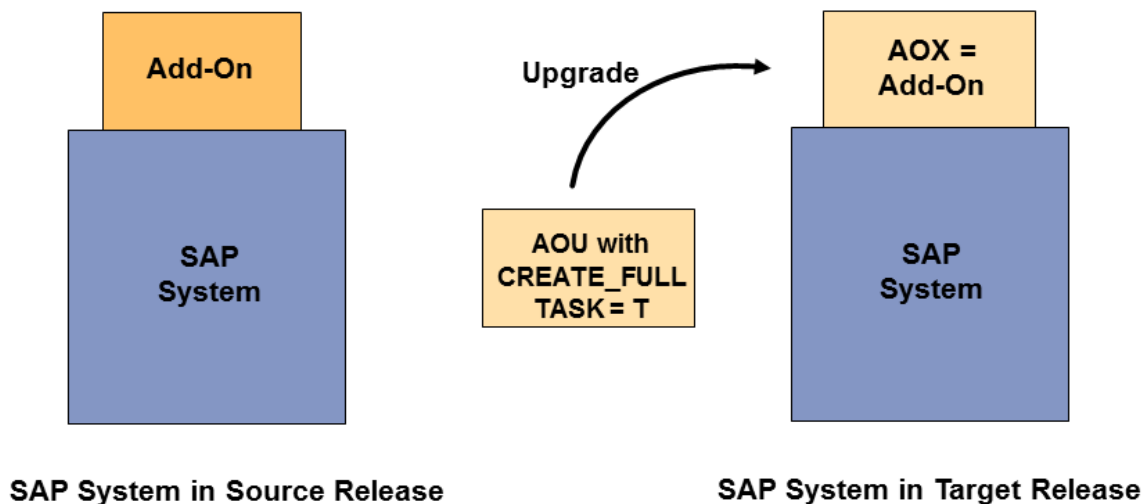 Add-On
SAP
System
SAP System in Source Release
Upgrade
AOU with
CREATE_FULL
TASK = T
AOX =
Add-On
SAP
System
SAP System in Target Release